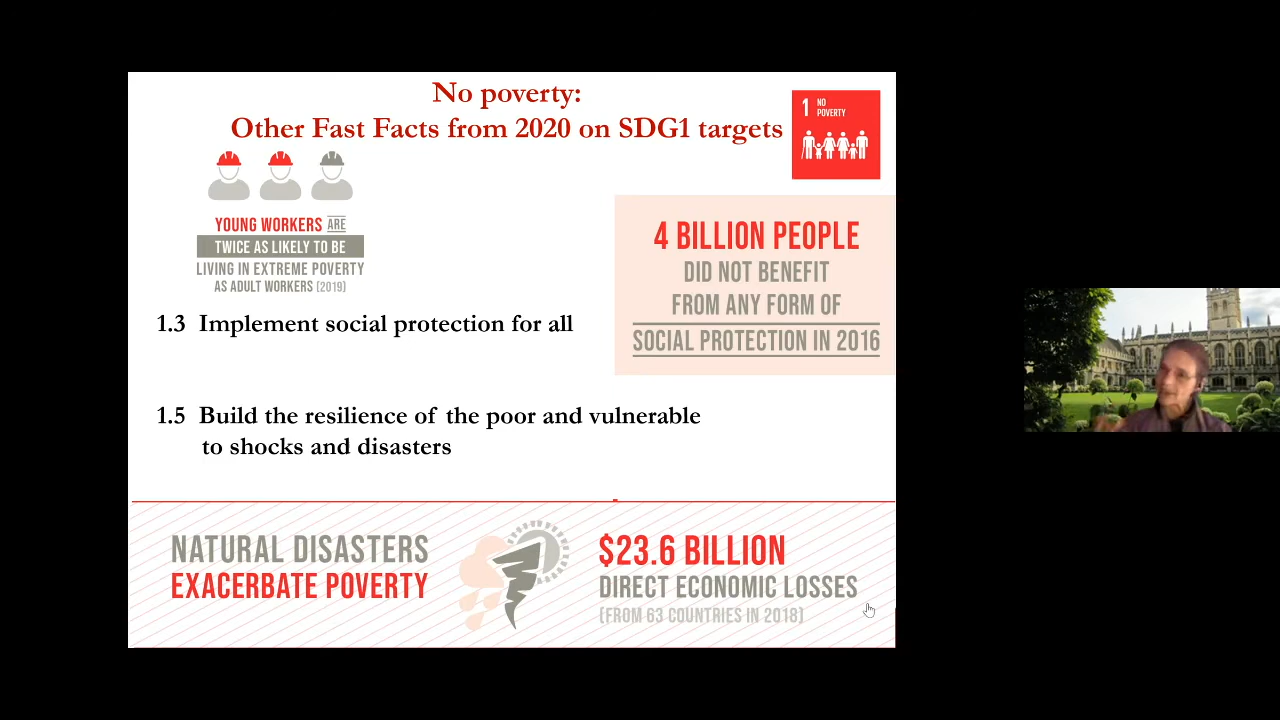 No poverty:
Other Fast Facts from 2020 on SDG1 targets
1 NO
POVERTY
YOUNG WORKERS ARE
TWICE AS LIKELY TO BE
LIVING IN EXTREME POVERTY
AS ADULT WORKERS (2019)
4 BILLION PEOPLE
DID NOT BENEFIT
FROM ANY FORM OF
SOCIAL PROTECTION IN 2016
1.3 Implement social protection for all
1.5 Build the resilience of the poor and vulnerable
to shocks and disasters
NATURAL DISASTERS
EXACERBATE POVERTY
$23.6 BILLION
DIRECT ECONOMIC LOSSES
(FROM 63 COUNTRIES IN 2018)